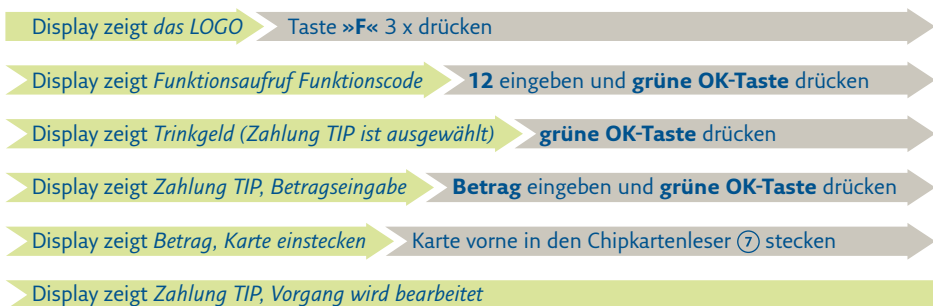 Display zeigt das LOGO Taste »F« 3 x drücken
Display zeigt Funktionsaufruf Funktionscode 12 eingeben und grüne OK-Taste drücken
Display zeigt Trinkgeld (Zahlung TIP ist ausgewählt) grüne OK-Taste drücken
Display zeigt Zahlung TIP, Betragseingabe Betrag eingeben und grüne OK-Taste drücken
Display zeigt Betrag, Karte einstecken Karte vorne in den Chipkartenleser 7 stecken
Display zeigt Zahlung TIP, Vorgang wird bearbeitet